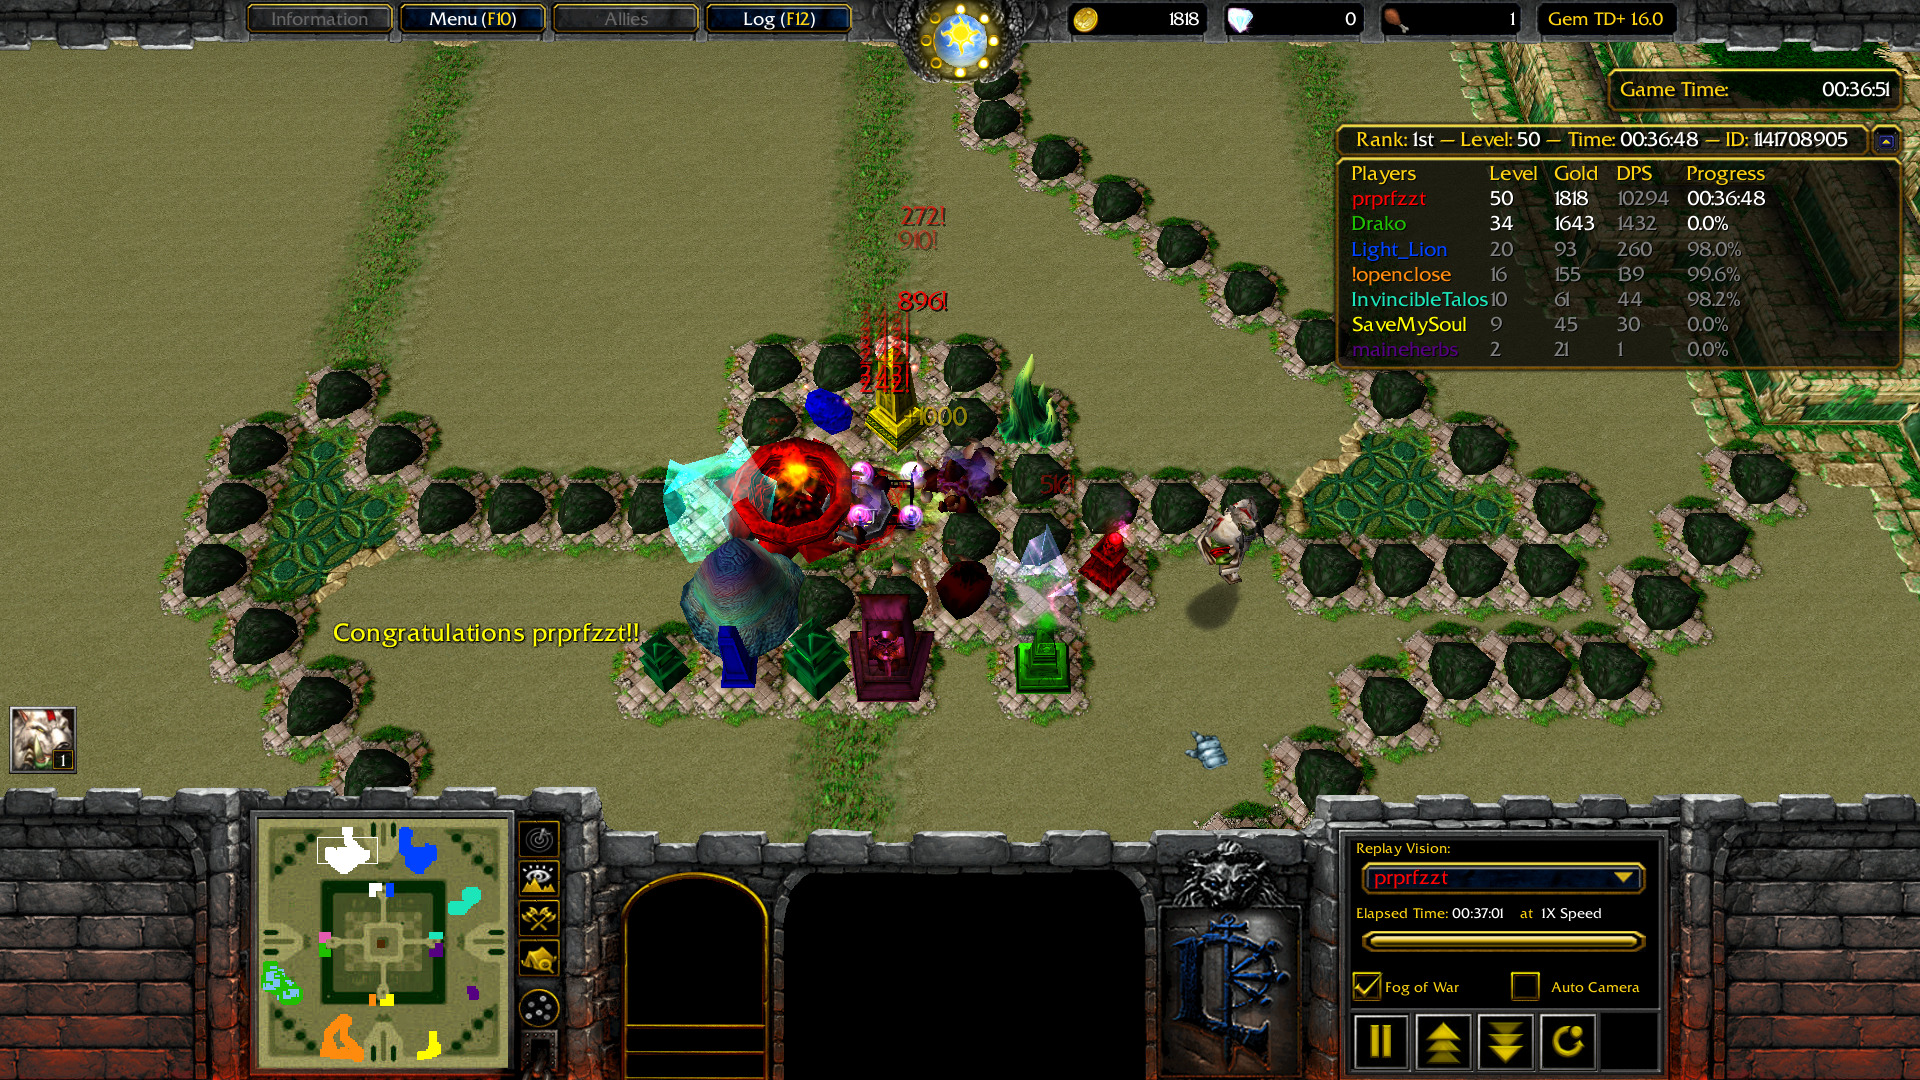 Information Menu (F10) Allies Log (F12) 1818 0 1 Gem TD+ 16.0
Game Time: 00:36:51
Rank: 1st — Level: 50 — Time: 00:36:48 — ID: 1141708905
Players Level Gold DPS Progress
prprfzzt 50 1818 10294 00:36:48
Drako 34 1643 1432 0.0%
Light_Lion 20 93 260 98.0%
!openclose 16 155 139 99.6%
InvincibleTalos 10 61 44 98.2%
SaveMySoul 9 45 30 0.0%
maineherbs 2 21 1 0.0%
272!
910!
896!
242!
+1000
Congratulations prprfzzt!!
1
Replay Vision:
prprfzzt
Elapsed Time: 00:37:01 at 1X Speed
Fog of War Auto Camera